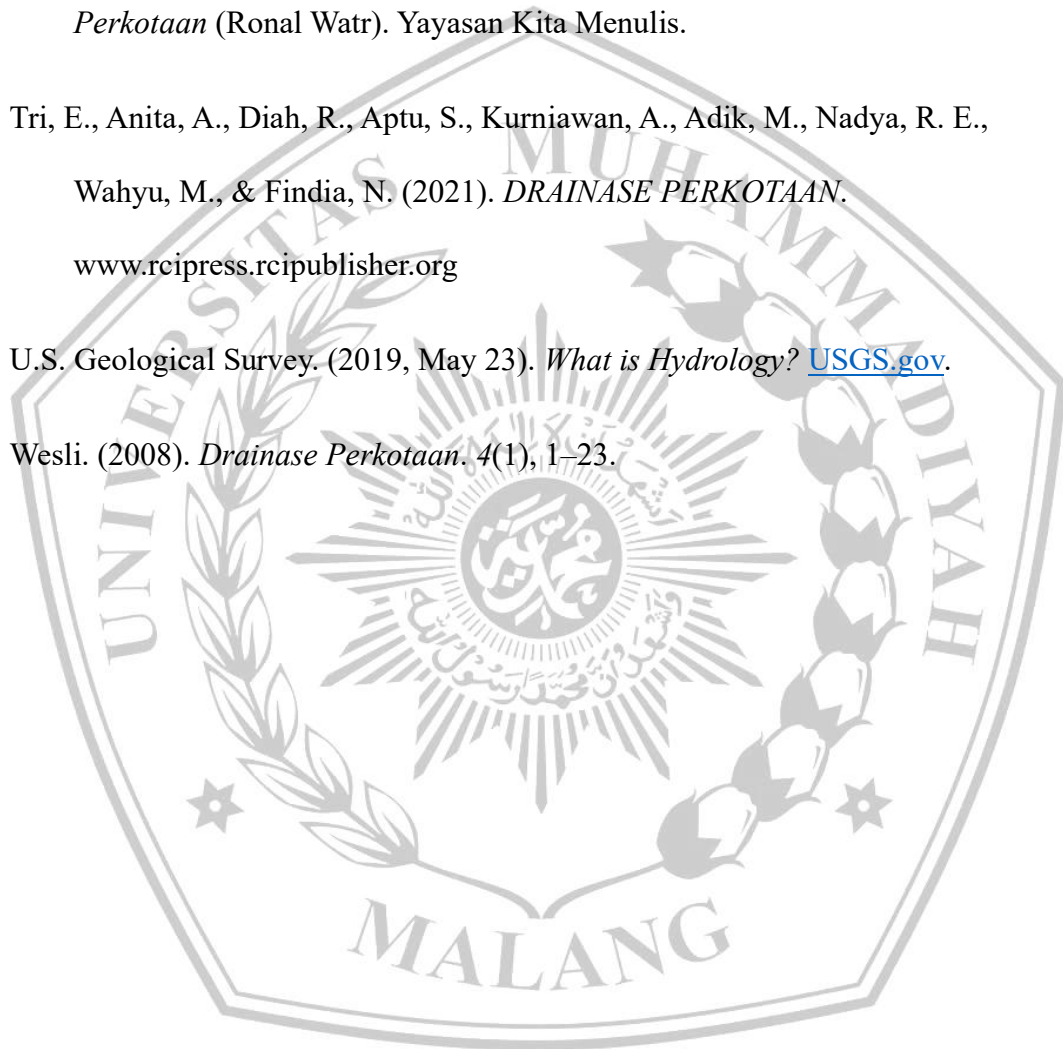 Perkotaan (Ronal Watr). Yayasan Kita Menulis.
Tri, E., Anita, A., Diah, R., Aptu, S., Kurniawan, A., Adik, M., Nadya, R. E.,
Wahyu, M., & Findia, N. (2021). DRAINASE PERKOTAAN.
www.rcipress.rcipublisher.org
U.S. Geological Survey. (2019, May 23). What is Hydrology? USGS.gov.
Wesli. (2008). Drainase Perkotaan. 4(1), 1–23.
UNIVERSITAS MUHAMMADIYAH
MALANG